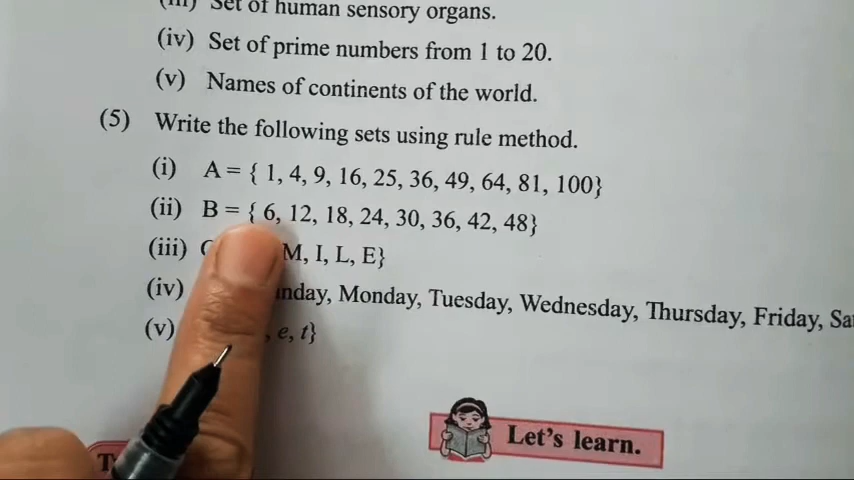 Set of human sensory organs.
(iv) Set of prime numbers from 1 to 20.
(v) Names of continents of the world.
(5) Write the following sets using rule method.
(i) A = { 1, 4, 9, 16, 25, 36, 49, 64, 81, 100}
(ii) B = { 6, 12, 18, 24, 30, 36, 42, 48}
(iii) M, I, L, E}
(iv) Monday, Tuesday, Wednesday, Thursday, Friday,
(v) , e, t}
Let's learn.